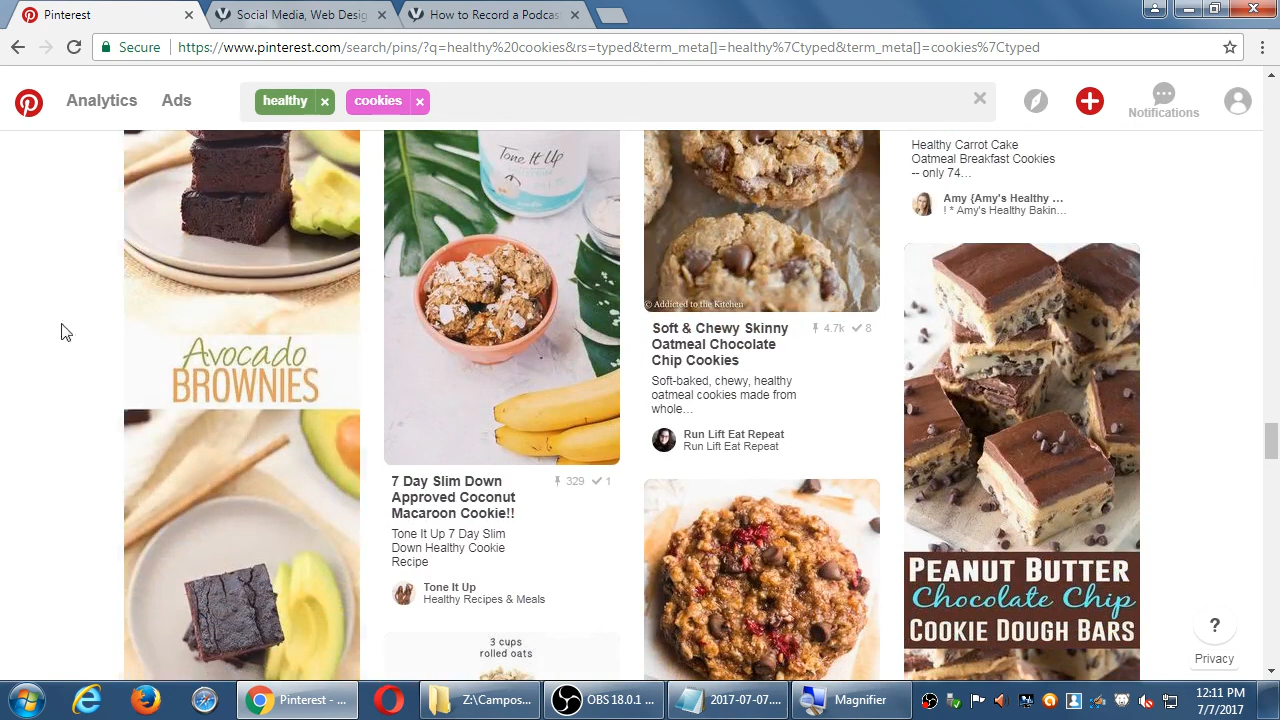 Pinterest
Social Media, Web Desig
How to Record a Podcas
Secure
https://www.pinterest.com/search/pins/?q=healthy%20cookies&rs=typed&term_meta[]=healthy%7Ctyped&term_meta[]=cookies%7Ctyped
Analytics
Ads
healthy
cookies
Notifications
Avocado
BROWNIES
Tone It Up
7 Day Slim Down
Approved Coconut
Macaroon Cookie!!
329
1
Tone It Up 7 Day Slim
Down Healthy Cookie
Recipe
Tone It Up
Healthy Recipes & Meals
3 cups
rolled oats
© Addicted to the Kitchen
Soft & Chewy Skinny
Oatmeal Chocolate
Chip Cookies
4.7k
8
Soft-baked, chewy, healthy
oatmeal cookies made from
whole...
Run Lift Eat Repeat
Run Lift Eat Repeat
Healthy Carrot Cake
Oatmeal Breakfast Cookies
-- only 74...
Amy {Amy's Healthy ...
! * Amy's Healthy Bakin...
PEANUT BUTTER
Chocolate Chip
COOKIE DOUGH BARS
?
Privacy
Pinterest - ...
Z:\Campos...
OBS 18.0.1 ...
2017-07-07....
Magnifier
12:11 PM
7/7/2017